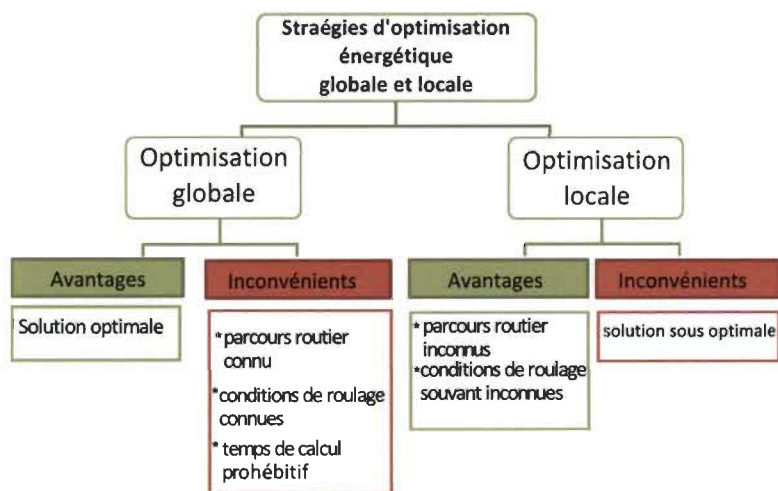 Straégies d'optimisation
énergétique
globale et locale
Optimisation
globale
Optimisation
locale
Avantages
Inconvénients
Avantages
Inconvénients
Solution optimale
*parcours routier
connu
*conditions de roulage
connues
* temps de calcul
prohébitif
* parcours routier
inconnus
*conditions de roulage
souvant inconnues
solution sous optimale